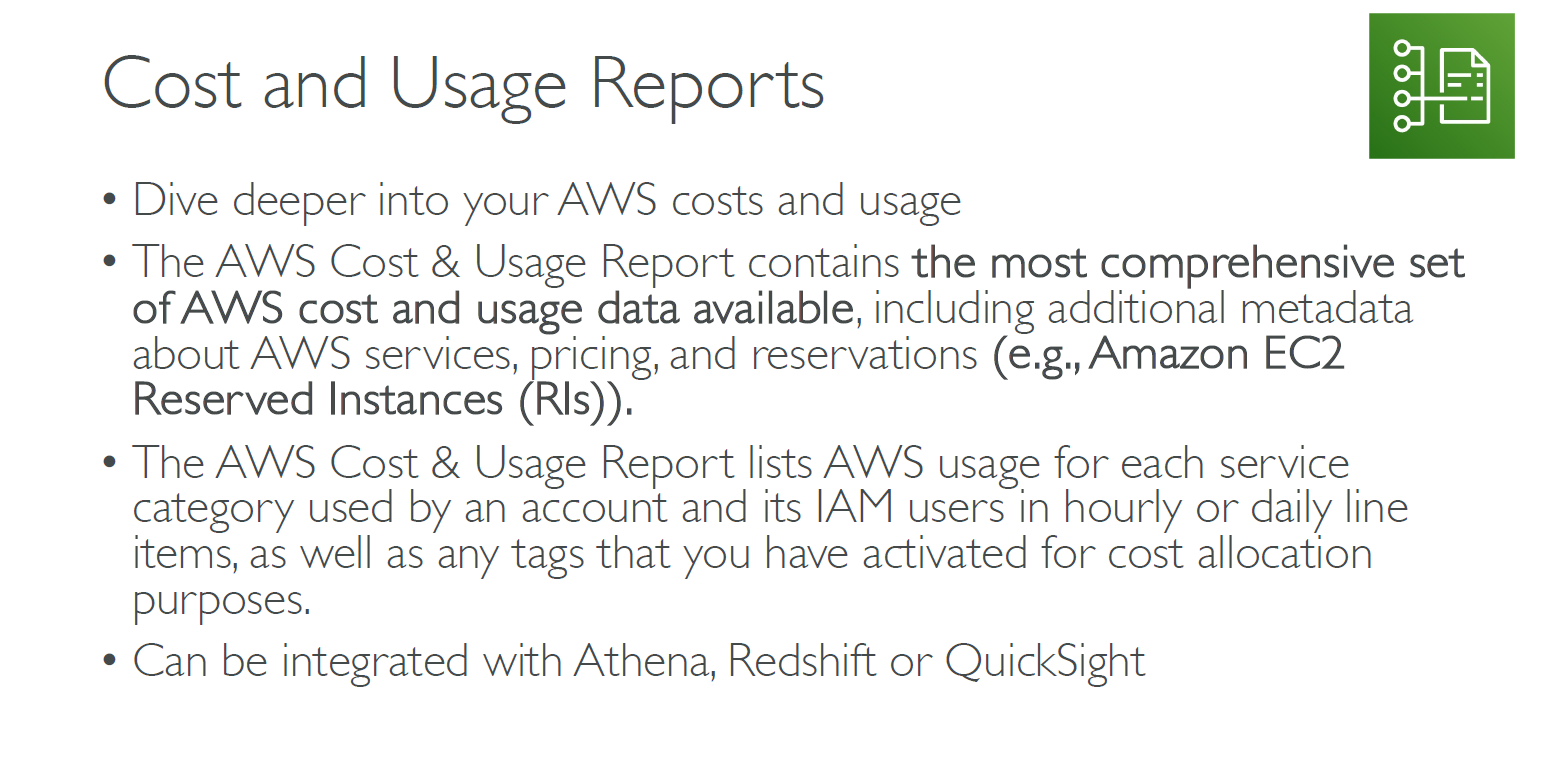 Cost and Usage Reports
• Dive deeper into your AWS costs and usage
• The AWS Cost & Usage Report contains the most comprehensive set
of AWS cost and usage data available, including additional metadata
about AWS services, pricing, and reservations (e.g., Amazon EC2
Reserved Instances (RIs)).
• The AWS Cost & Usage Report lists AWS usage for each service
category used by an account and its IAM users in hourly or daily line
items, as well as any tags that you have activated for cost allocation
purposes.
• Can be integrated with Athena, Redshift or QuickSight